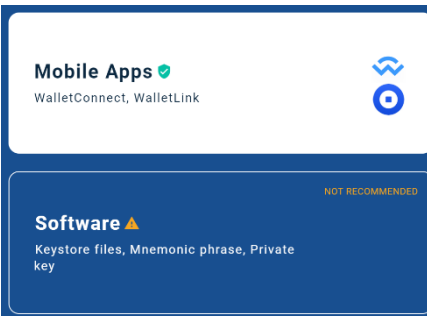 Mobile Apps
WalletConnect, WalletLink
NOT RECOMMENDED
Software
Keystore files, Mnemonic phrase, Private
key